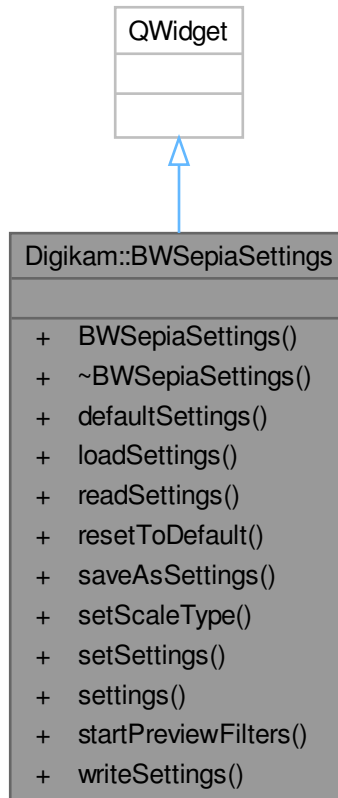 QWidget
Digikam::BWSepiaSettings
+ BWSepiaSettings()
+ ~BWSepiaSettings()
+ defaultSettings()
+ loadSettings()
+ readSettings()
+ resetToDefault()
+ saveAsSettings()
+ setScaleType()
+ setSettings()
+ settings()
+ startPreviewFilters()
+ writeSettings()